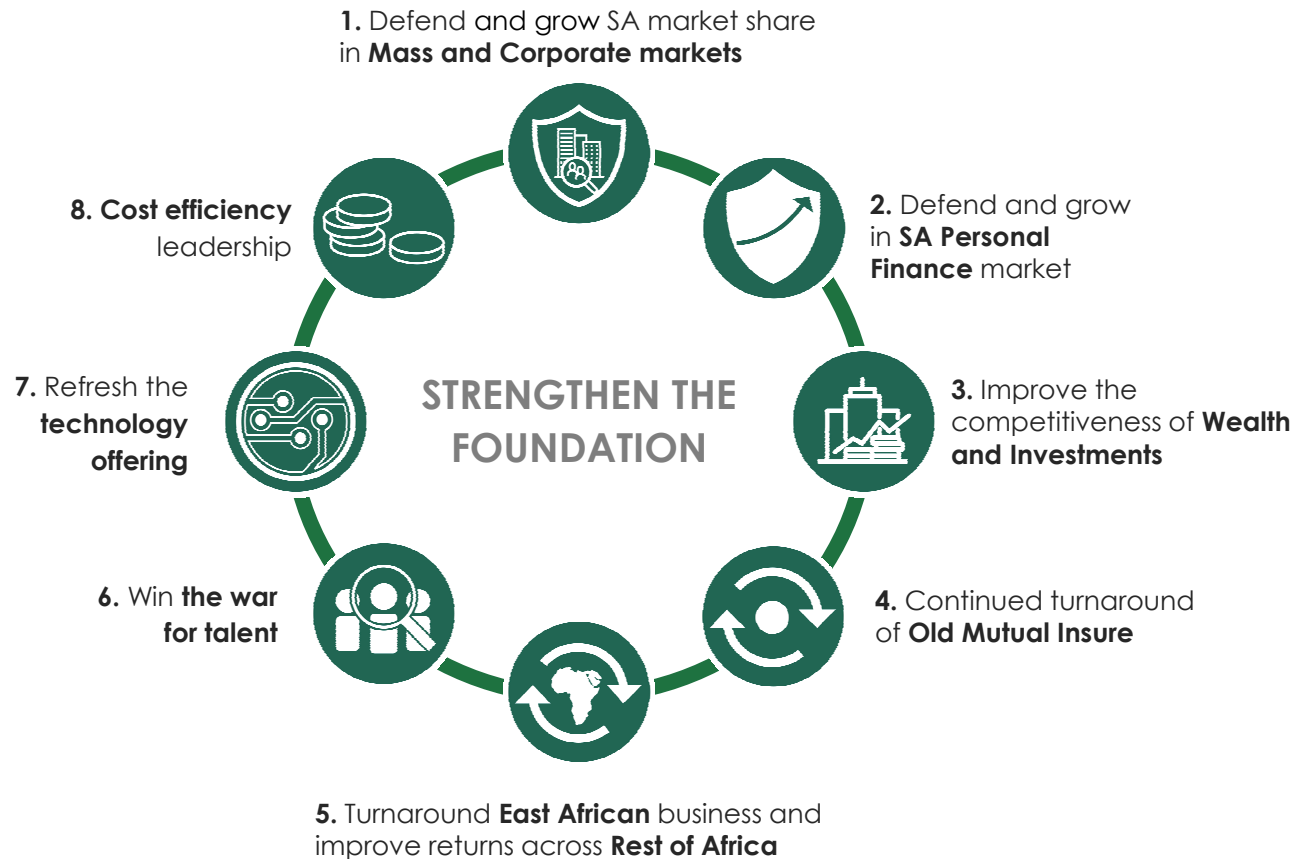 1. Defend and grow SA market share
in Mass and Corporate markets
2. Defend and grow
in SA Personal
Finance market
3. Improve the
competitiveness of Wealth
and Investments
4. Continued turnaround
of Old Mutual Insure
5. Turnaround East African business and
improve returns across Rest of Africa
6. Win the war
for talent
7. Refresh the
technology
offering
8. Cost efficiency
leadership
STRENGTHEN THE
FOUNDATION